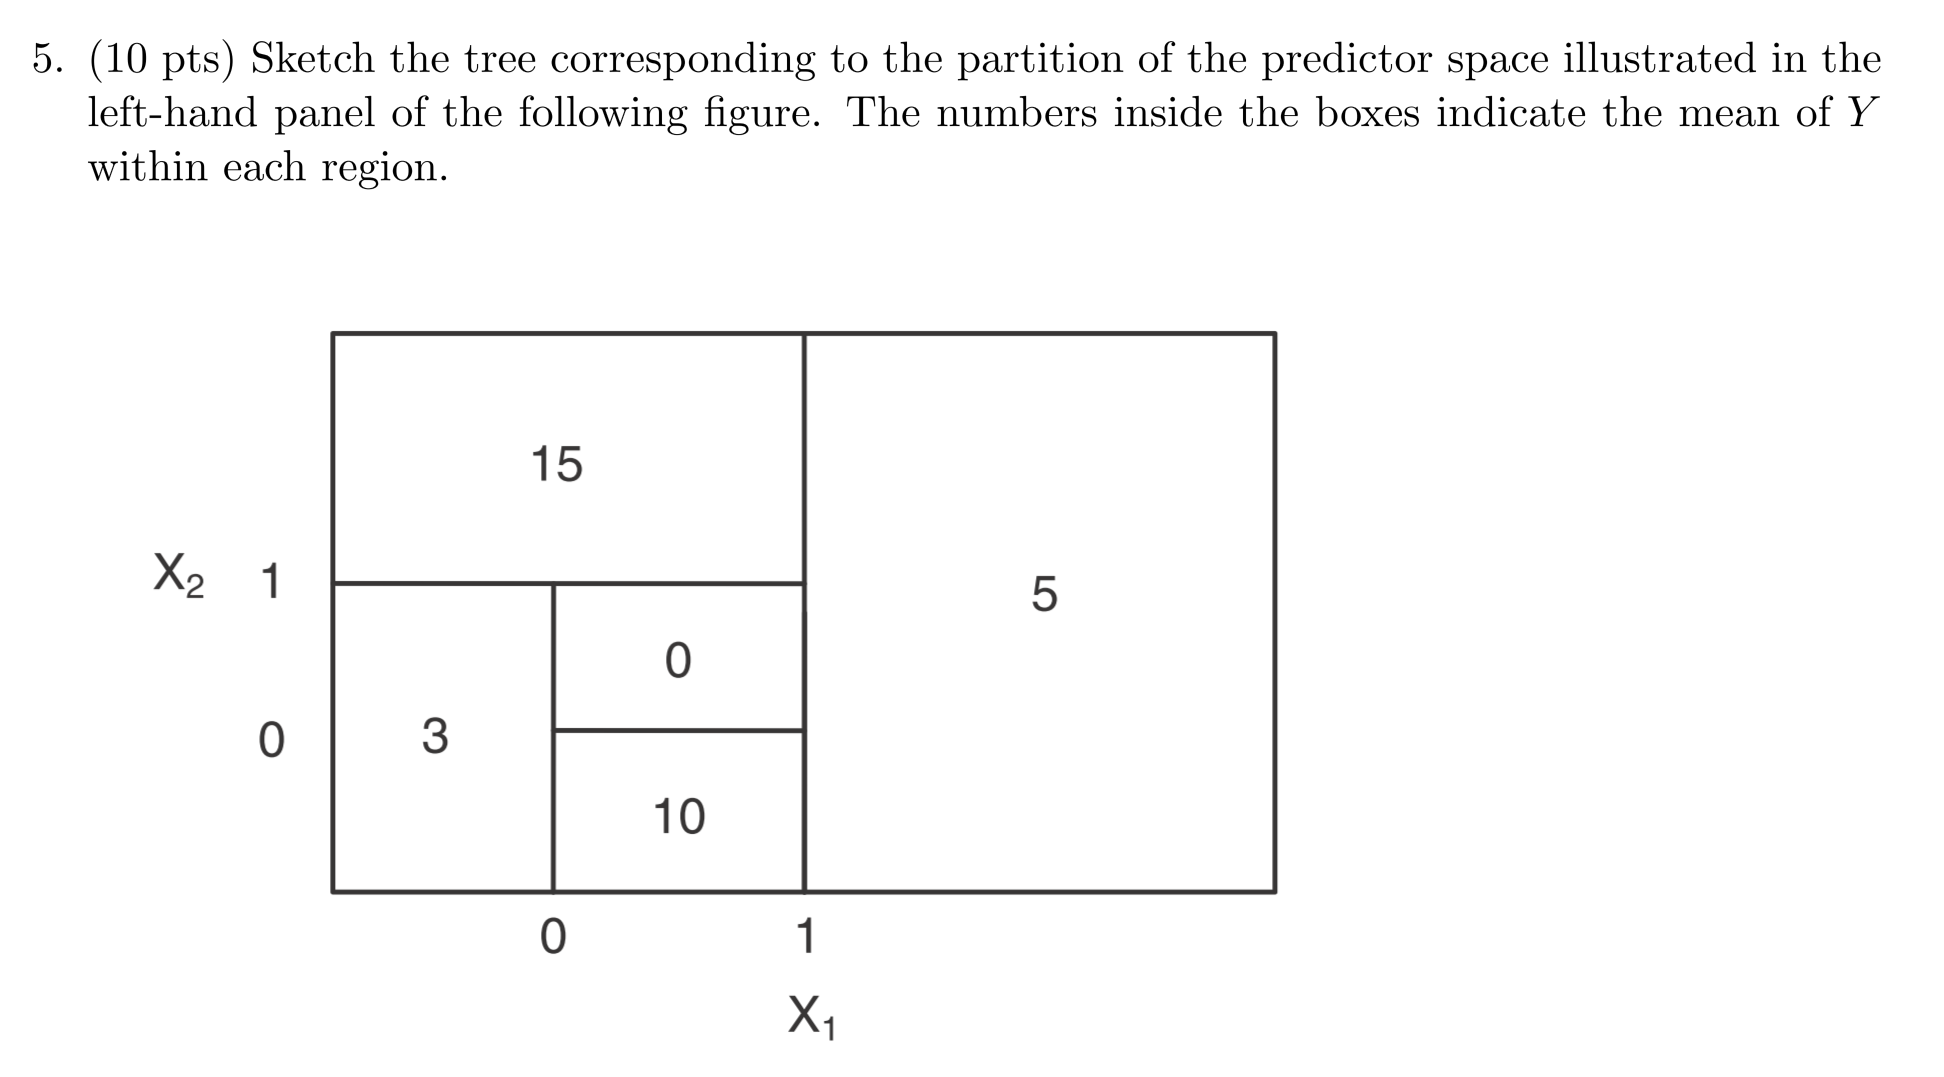 5. (10 pts) Sketch the tree corresponding to the partition of the predictor space illustrated in the
left-hand panel of the following figure. The numbers inside the boxes indicate the mean of Y
within each region.
15
X₂ 1
5
0
0
3
10
0 1
X₁